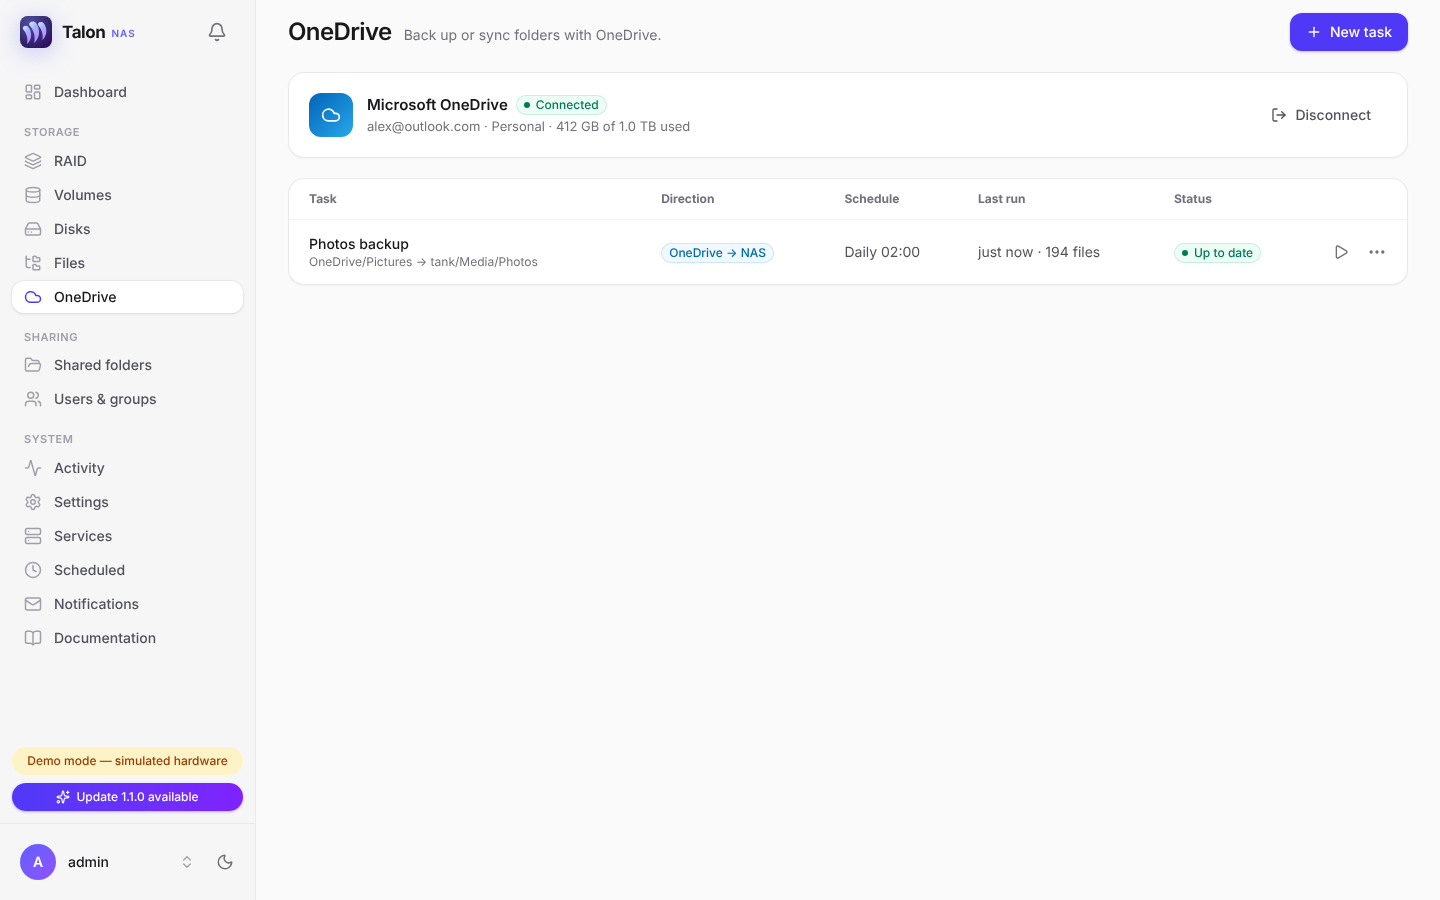 Talon NAS
Dashboard
STORAGE
RAID
Volumes
Disks
Files
OneDrive
SHARING
Shared folders
Users & groups
SYSTEM
Activity
Settings
Services
Scheduled
Notifications
Documentation
Demo mode — simulated hardware
Update 1.1.0 available
A admin
OneDrive Back up or sync folders with OneDrive.
New task
Microsoft OneDrive Connected
alex@outlook.com · Personal · 412 GB of 1.0 TB used
Disconnect
Task Direction Schedule Last run Status
Photos backup
OneDrive/Pictures → tank/Media/Photos
OneDrive → NAS Daily 02:00 just now · 194 files Up to date